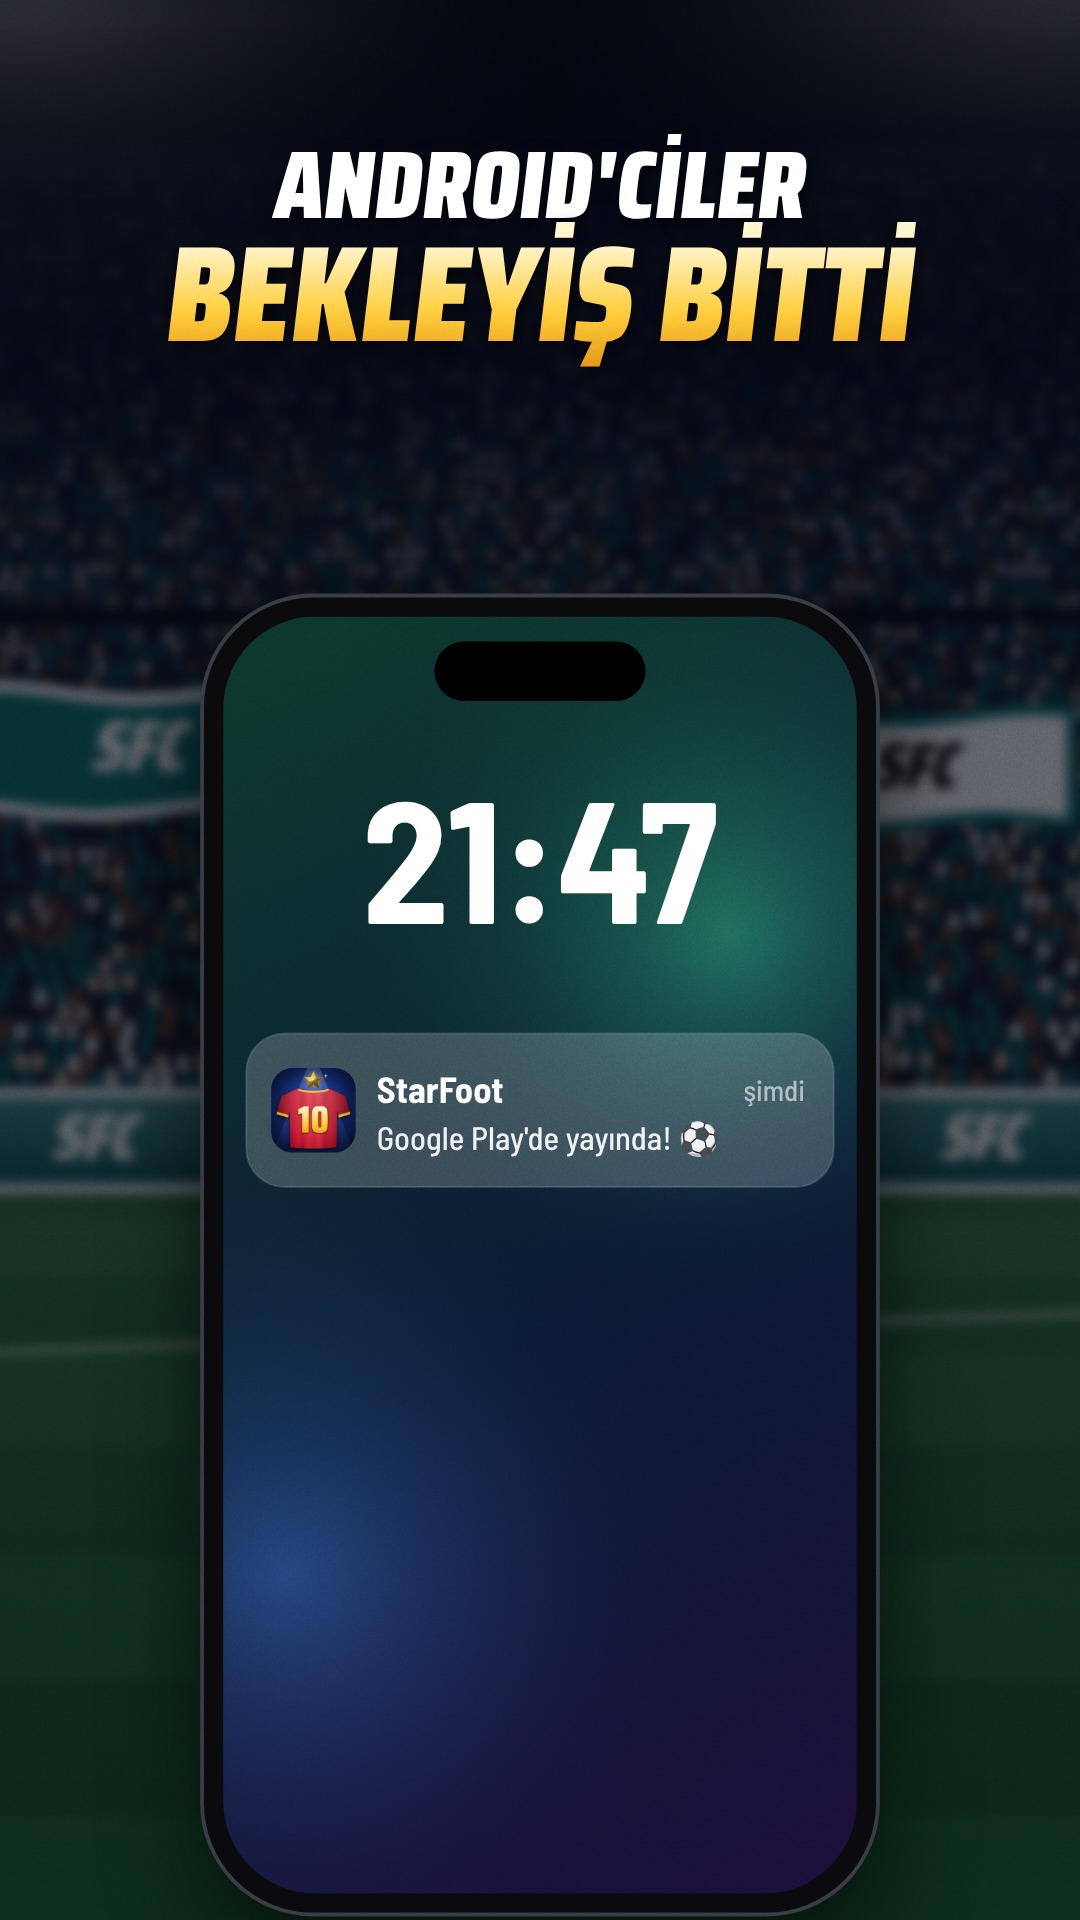 ANDROID'CİLER
BEKLEYİŞ BİTTİ
SFC
SFC
21:47
10
StarFoot
şimdi
Google Play'de yayında! ⚽
SFC
SFC